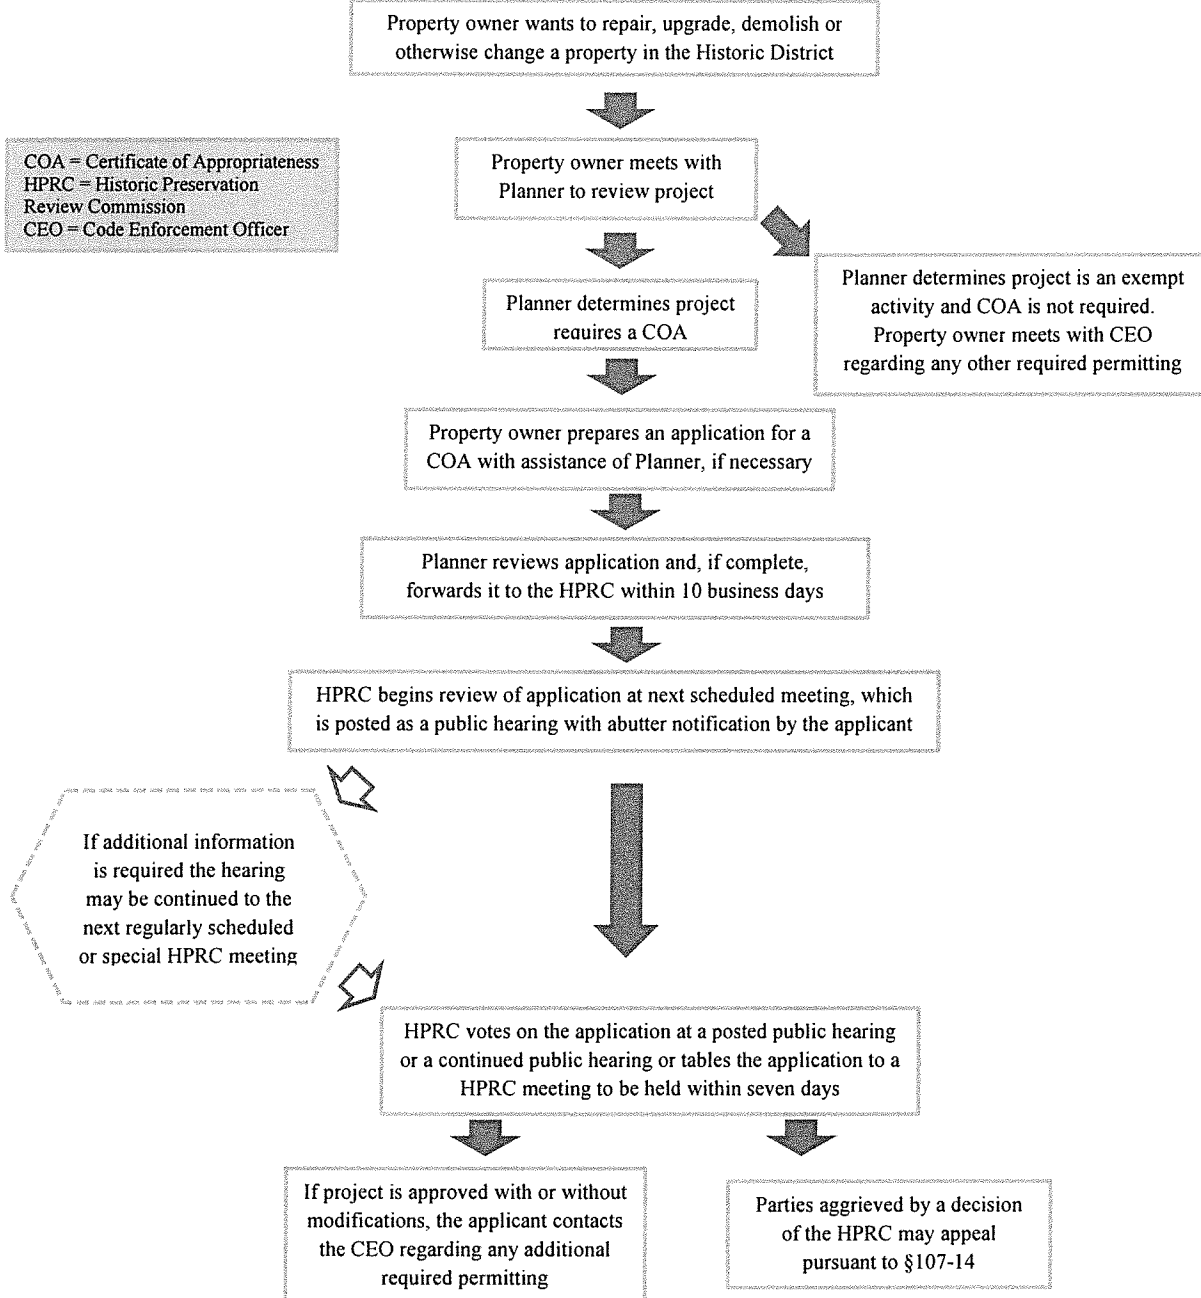 Property owner wants to repair, upgrade, demolish or
otherwise change a property in the Historic District
COA = Certificate of Appropriateness
HPRC = Historic Preservation
Review Commission
CEO = Code Enforcement Officer
Property owner meets with
Planner to review project
Planner determines project
requires a COA
Planner determines project is an exempt
activity and COA is not required.
Property owner meets with CEO
regarding any other required permitting
Property owner prepares an application for a
COA with assistance of Planner, if necessary
Planner reviews application and, if complete,
forwards it to the HPRC within 10 business days
HPRC begins review of application at next scheduled meeting, which
is posted as a public hearing with abutter notification by the applicant
If additional information
is required the hearing
may be continued to the
next regularly scheduled
or special HPRC meeting
HPRC votes on the application at a posted public hearing
or a continued public hearing or tables the application to a
HPRC meeting to be held within seven days
If project is approved with or without
modifications, the applicant contacts
the CEO regarding any additional
required permitting
Parties aggrieved by a decision
of the HPRC may appeal
pursuant to §107-14